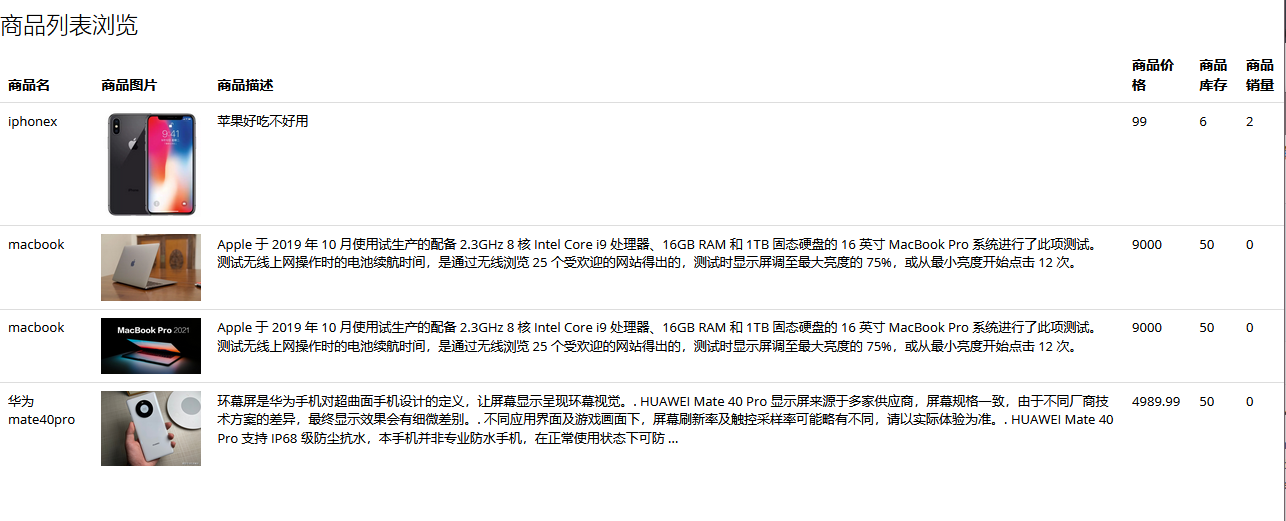 商品列表浏览
商品名 商品图片 商品描述 商品价格 商品库存 商品销量
iphonex 苹果好吃不好用 99 6 2
9:41
macbook Apple 于 2019 年 10 月使用试生产的配备 2.3GHz 8 核 Intel Core i9 处理器、16GB RAM 和 1TB 固态硬盘的 16 英寸 MacBook Pro 系统进行了此项测试。 9000 50 0
测试无线上网操作时的电池续航时间，是通过无线浏览 25 个受欢迎的网站得出的，测试时显示屏调至最大亮度的 75%，或从最小亮度开始点击 12 次。
macbook Apple 于 2019 年 10 月使用试生产的配备 2.3GHz 8 核 Intel Core i9 处理器、16GB RAM 和 1TB 固态硬盘的 16 英寸 MacBook Pro 系统进行了此项测试。 9000 50 0
MacBook Pro 2021
测试无线上网操作时的电池续航时间，是通过无线浏览 25 个受欢迎的网站得出的，测试时显示屏调至最大亮度的 75%，或从最小亮度开始点击 12 次。
华为 环幕屏是华为手机对超曲面手机设计的定义，让屏幕显示呈现环幕视觉。. HUAWEI Mate 40 Pro 显示屏来源于多家供应商，屏幕规格一致，由于不同厂商技 4989.99 50 0
mate40pro 术方案的差异，最终显示效果会有细微差别。. 不同应用界面及游戏画面下，屏幕刷新率及触控采样率可能略有不同，请以实际体验为准。. HUAWEI Mate 40
Pro 支持 IP68 级防尘抗水，本手机并非专业防水手机，在正常使用状态下可防 ...